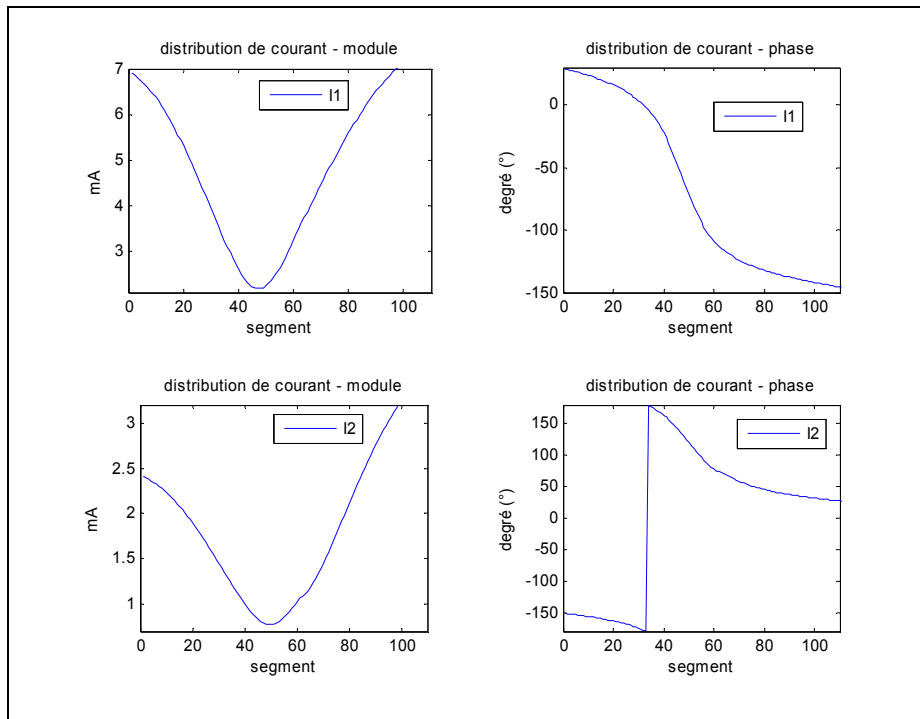 distribution de courant - module
7
6
5
4
3
mA
0 20 40 60 80 100
segment
I1
distribution de courant - phase
0
-50
-100
-150
degré (°)
0 20 40 60 80 100
segment
I1
distribution de courant - module
3
2.5
2
1.5
1
mA
0 20 40 60 80 100
segment
I2
distribution de courant - phase
150
100
50
0
-50
-100
-150
degré (°)
0 20 40 60 80 100
segment
I2